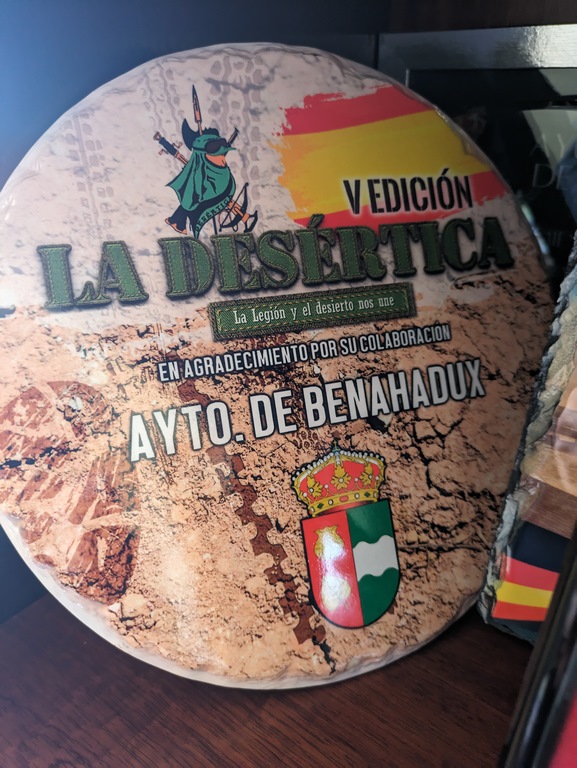 V EDICIÓN
LA DESÉRTICA
La Legión y el desierto nos une
EN AGRADECIMIENTO POR SU COLABORACIÓN
AYTO. DE BENAHADUX